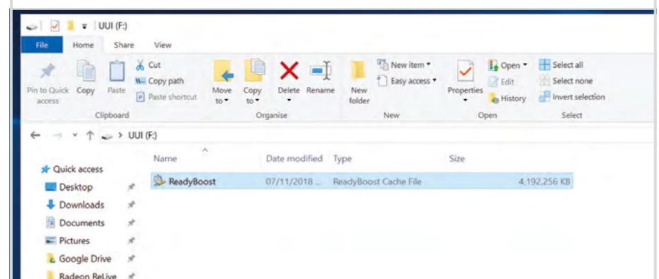 UUI (F:)
File Home Share View
Pin to Quick access
Copy
Paste
Cut
Copy path
Paste shortcut
Clipboard
Move to
Copy to
Delete
Rename
Organise
New folder
New item
Easy access
New
Properties
Open
Edit
History
Open
Select all
Select none
Invert selection
Select
> UUI (F:)
Name Date modified Type Size
Quick access
ReadyBoost 07/11/2018 ... ReadyBoost Cache File 4,192,256 KB
Desktop
Downloads
Documents
Pictures
Google Drive
Radeon ReLive